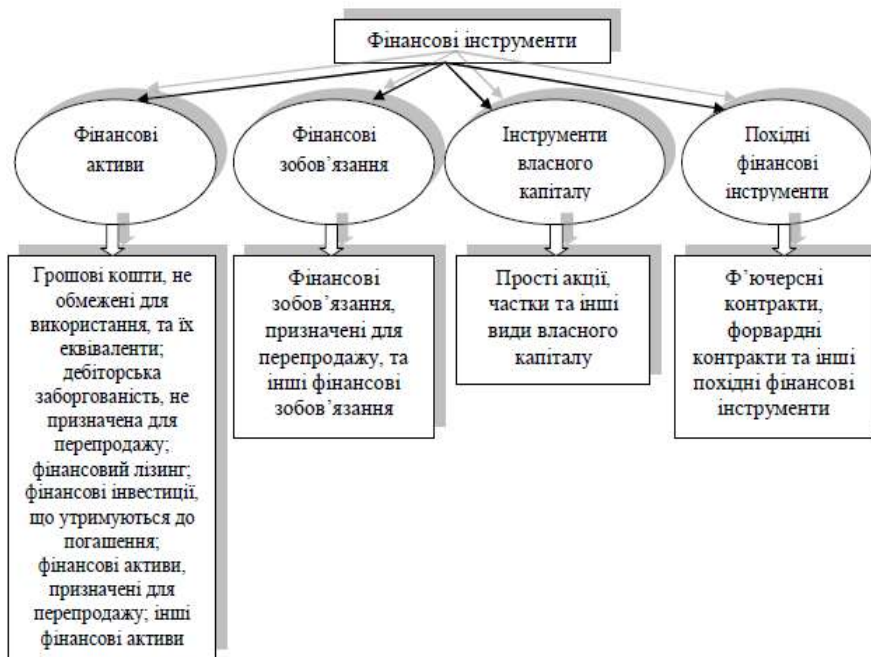 Фінансові інструменти
Фінансові
активи
Фінансові
зобов’язання
Інструменти
власного
капіталу
Похідні
фінансові
інструменти
Грошові кошти, не
обмежені для
використання, та їх
еквіваленти;
дебіторська
заборгованість, не
призначена для
перепродажу;
фінансовий лізинг;
фінансові інвестиції,
що утримуються до
погашення;
фінансові активи,
призначені для
перепродажу; інші
фінансові активи
Фінансові
зобов’язання,
призначені для
перепродажу, та
інші фінансові
зобов’язання
Прості акції,
частки та інші
види власного
капіталу
Ф’ючерсні
контракти,
форвардні
контракти та інші
похідні фінансові
інструменти